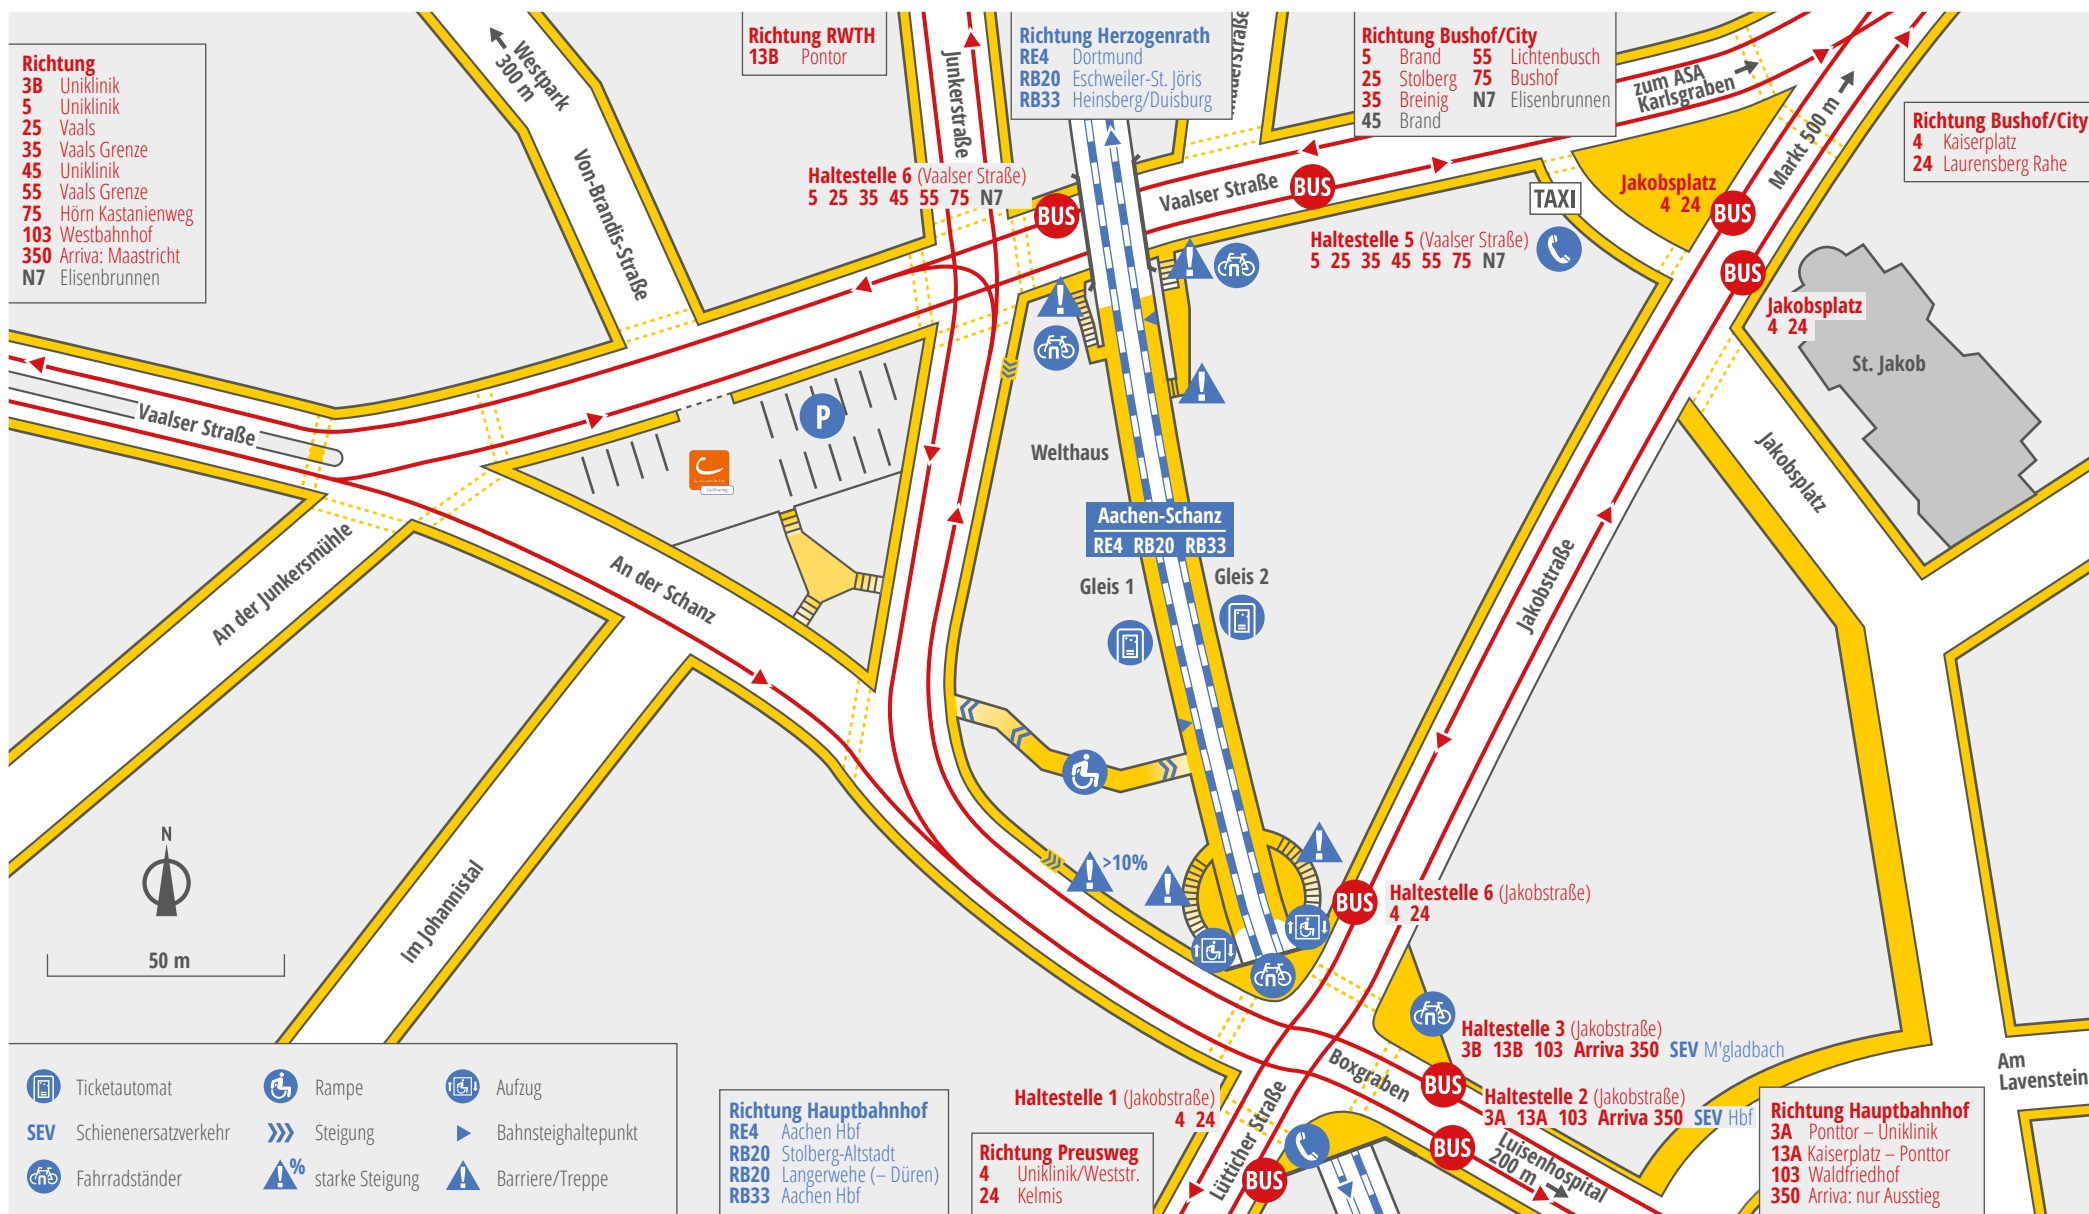 Richtung
3B Uniklinik
5 Uniklinik
25 Vaals
35 Vaals Grenze
45 Uniklinik
55 Vaals Grenze
75 Hörn Kastanienweg
103 Westbahnhof
350 Arriva: Maastricht
N7 Elisenbrunnen
Westpark
300 m
Von-Brandis-Straße
Richtung RWTH
13B Pontor
Junkerstraße
Richtung Herzogenrath
RE4 Dortmund
RB20 Eschweiler-St. Jöris
RB33 Heinsberg/Duisburg
Richtung Bushof/City
5 Brand 55 Lichtenbusch
25 Stolberg 75 Bushof
35 Breinig N7 Elisenbrunnen
45 Brand
zum ASA
Karlsgraben
Markt 500 m
Richtung Bushof/City
4 Kaiserplatz
24 Laurensberg Rahe
Haltestelle 6 (Vaalser Straße)
5 25 35 45 55 75 N7
BUS
Vaalser Straße
BUS
TAXI
Jakobsplatz
4 24
BUS
Haltestelle 5 (Vaalser Straße)
5 25 35 45 55 75 N7
BUS
Jakobsplatz
4 24
St. Jakob
Jakobsplatz
Vaalser Straße
P
Welthaus
Aachen-Schanz
RE4 RB20 RB33
Gleis 1
Gleis 2
An der Junkersmühle
An der Schanz
Jakobstraße
Im Johannistal
N
50 m
>10%
BUS
Haltestelle 6 (Jakobstraße)
4 24
Haltestelle 3 (Jakobstraße)
3B 13B 103 Arriva 350 SEV M'gladbach
Boxgraben
BUS
Haltestelle 2 (Jakobstraße)
3A 13A 103 Arriva 350 SEV Hbf
BUS
Luisenhospital
200 m
Am
Lavenstein
Haltestelle 1 (Jakobstraße)
4 24
Lütticher Straße
BUS
Ticketautomat
Rampe
Aufzug
SEV Schienenersatzverkehr
Steigung
Bahnsteighaltepunkt
Fahrradständer
% starke Steigung
Barriere/Treppe
Richtung Hauptbahnhof
RE4 Aachen Hbf
RB20 Stolberg-Altstadt
RB20 Langerwehe (– Düren)
RB33 Aachen Hbf
Richtung Preusweg
4 Uniklinik/Weststr.
24 Kelmis
Richtung Hauptbahnhof
3A Ponttor – Uniklinik
13A Kaiserplatz – Ponttor
103 Waldfriedhof
350 Arriva: nur Ausstieg